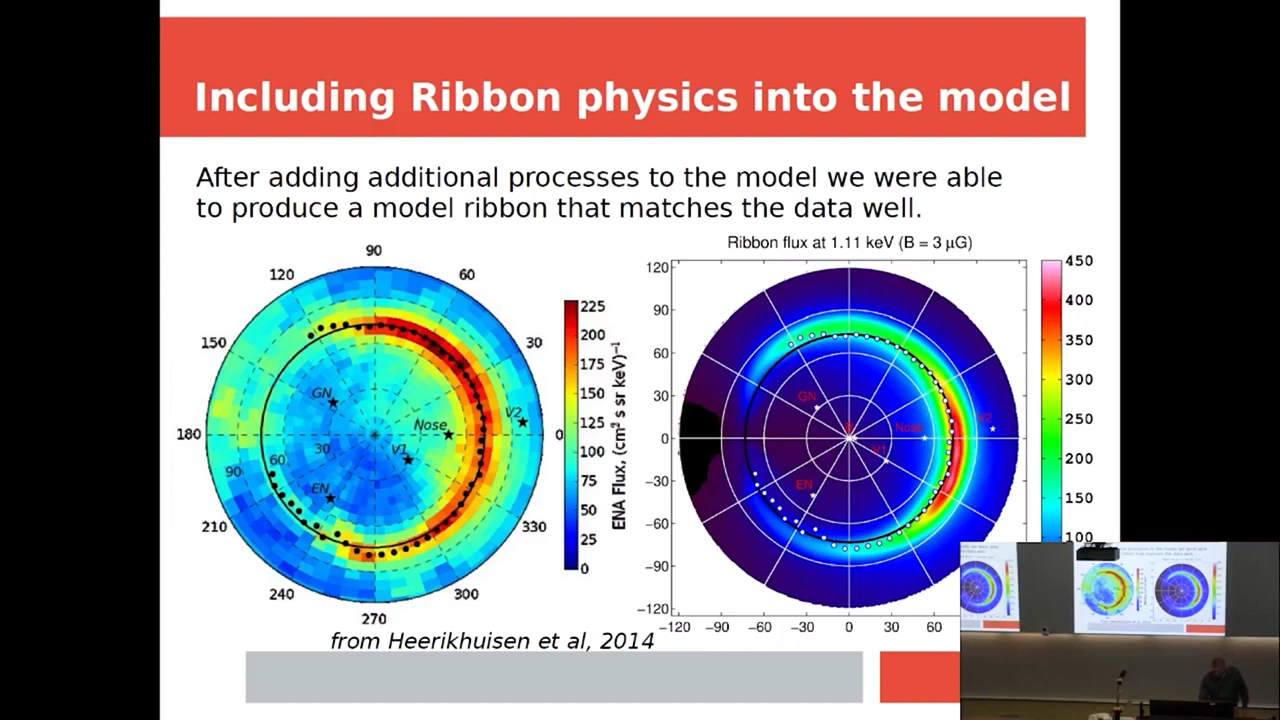 Including Ribbon physics into the model
After adding additional processes to the model we were able
to produce a model ribbon that matches the data well.
Ribbon flux at 1.11 keV (B = 3 μG)
90
120
60
150
30
180
0
210
330
240
300
270
90
60
30
GN
Nose
V2
V1
EN
225
200
175
150
125
100
75
50
25
0
ENA Flux, (cm² s sr keV)⁻¹
120
90
60
30
0
−30
−60
−90
−120
−120 −90 −60 −30 0 30 60
GN
Nose
V2
V1
EN
450
400
350
300
250
200
150
100
from Heerikhuisen et al, 2014